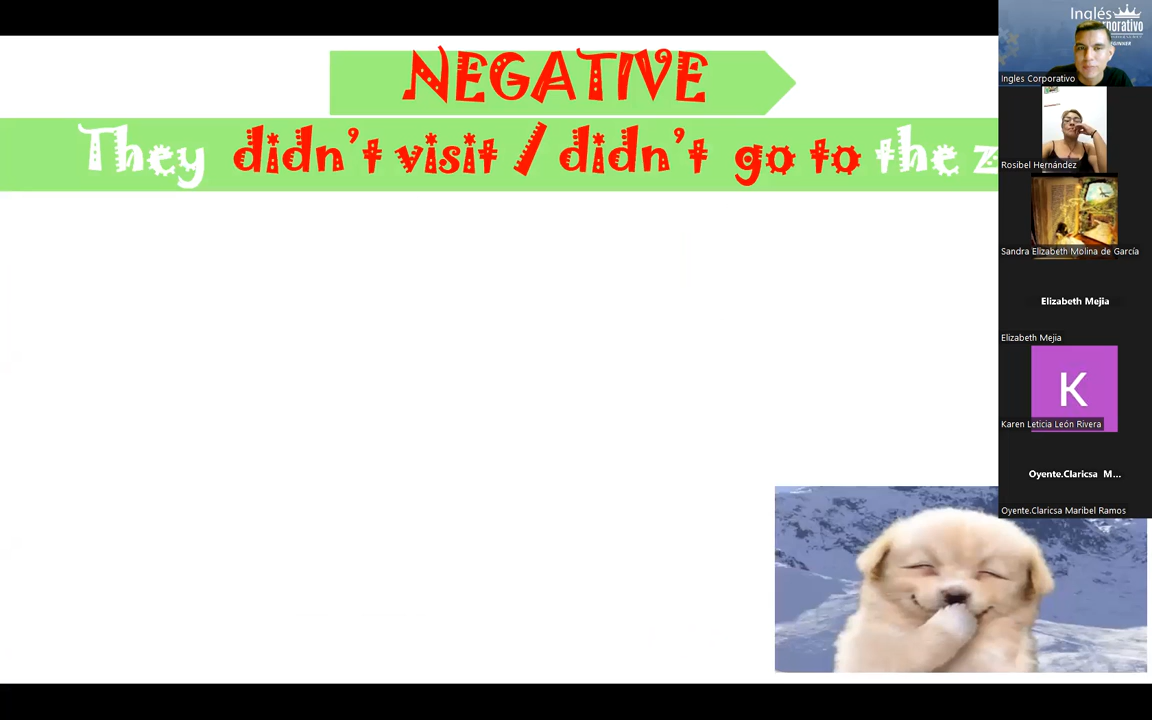 NEGATIVE
They didn't visit / didn't go to the z
Inglés
orporativo
Ingles Corporativo
Rosibel Hernández
Sandra Elizabeth Molina de García
Elizabeth Mejia
Elizabeth Mejia
K
Karen Leticia León Rivera
Oyente.Claricsa M...
Oyente.Claricsa Maribel Ramos